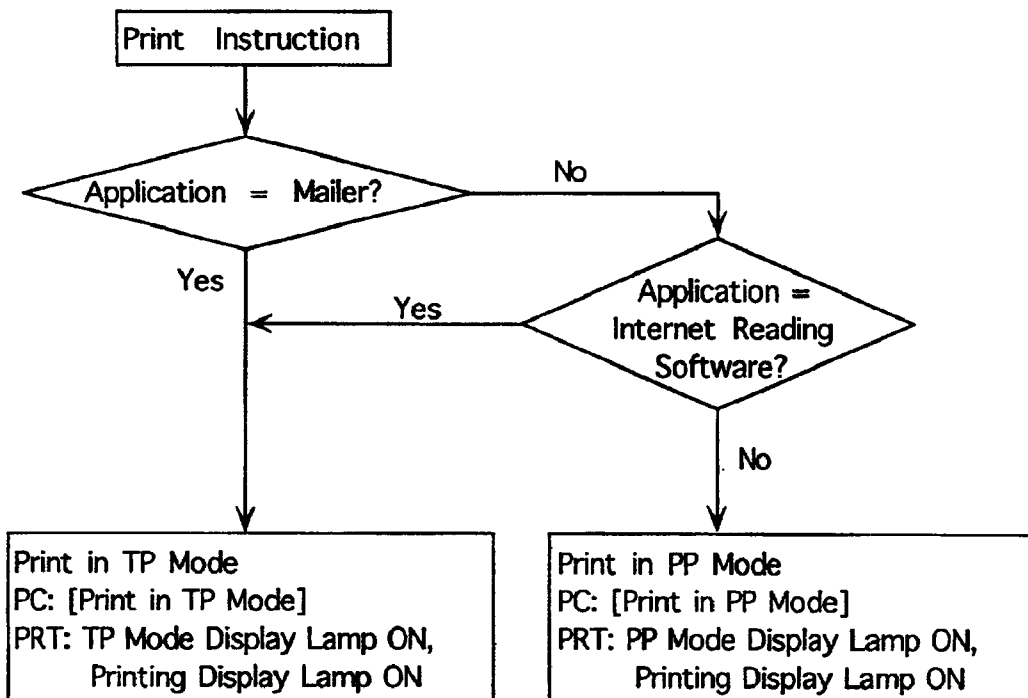 Print Instruction
Application = Mailer?
No
Yes
Application =
Internet Reading
Software?
Yes
No
Print in TP Mode
PC: [Print in TP Mode]
PRT: TP Mode Display Lamp ON,
Printing Display Lamp ON
Print in PP Mode
PC: [Print in PP Mode]
PRT: PP Mode Display Lamp ON,
Printing Display Lamp ON